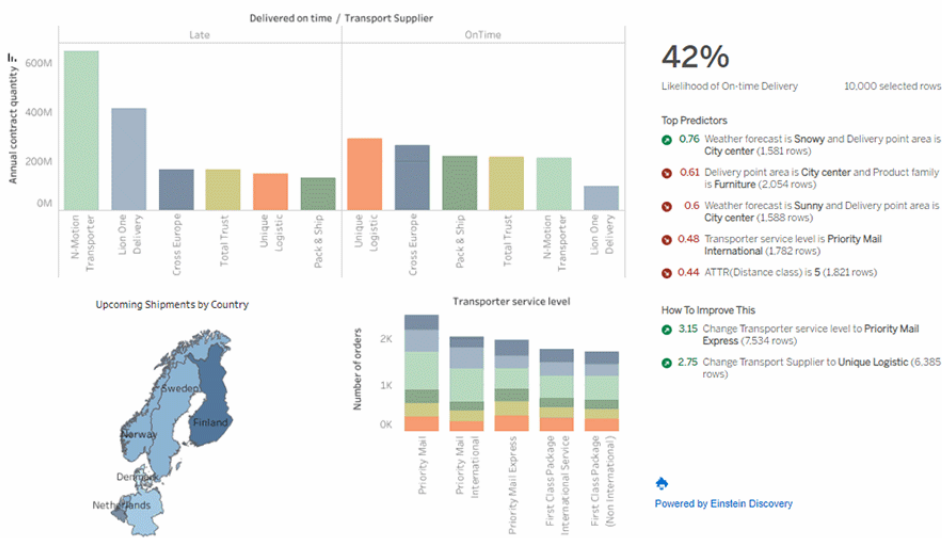 Delivered on time / Transport Supplier
Late
OnTime
Annual contract quantity
600M
400M
200M
0M
N-Motion
Transporter
Lion One
Delivery
Cross Europe
Total Trust
Unique
Logistic
Pack & Ship
Unique
Logistic
Cross Europe
Pack & Ship
Total Trust
N-Motion
Transporter
Lion One
Delivery
42%
Likelihood of On-time Delivery
10,000 selected rows
Top Predictors
0.76 Weather forecast is Snowy and Delivery point area is
City center (1,581 rows)
0.61 Delivery point area is City center and Product family
is Furniture (2,054 rows)
0.6 Weather forecast is Sunny and Delivery point area is
City center (1,588 rows)
0.48 Transporter service level is Priority Mail
International (1,782 rows)
0.44 ATTR(Distance class) is 5 (1,821 rows)
How To Improve This
3.15 Change Transporter service level to Priority Mail
Express (7,534 rows)
2.75 Change Transport Supplier to Unique Logistic (6,385
rows)
Upcoming Shipments by Country
Sweden
Finland
Norway
Denmark
Netherlands
Transporter service level
Number of orders
2K
1K
0K
Priority Mail
Priority Mail
International
Priority Mail Express
First Class Package
International Service
First Class Package
(Non International)
Powered by Einstein Discovery